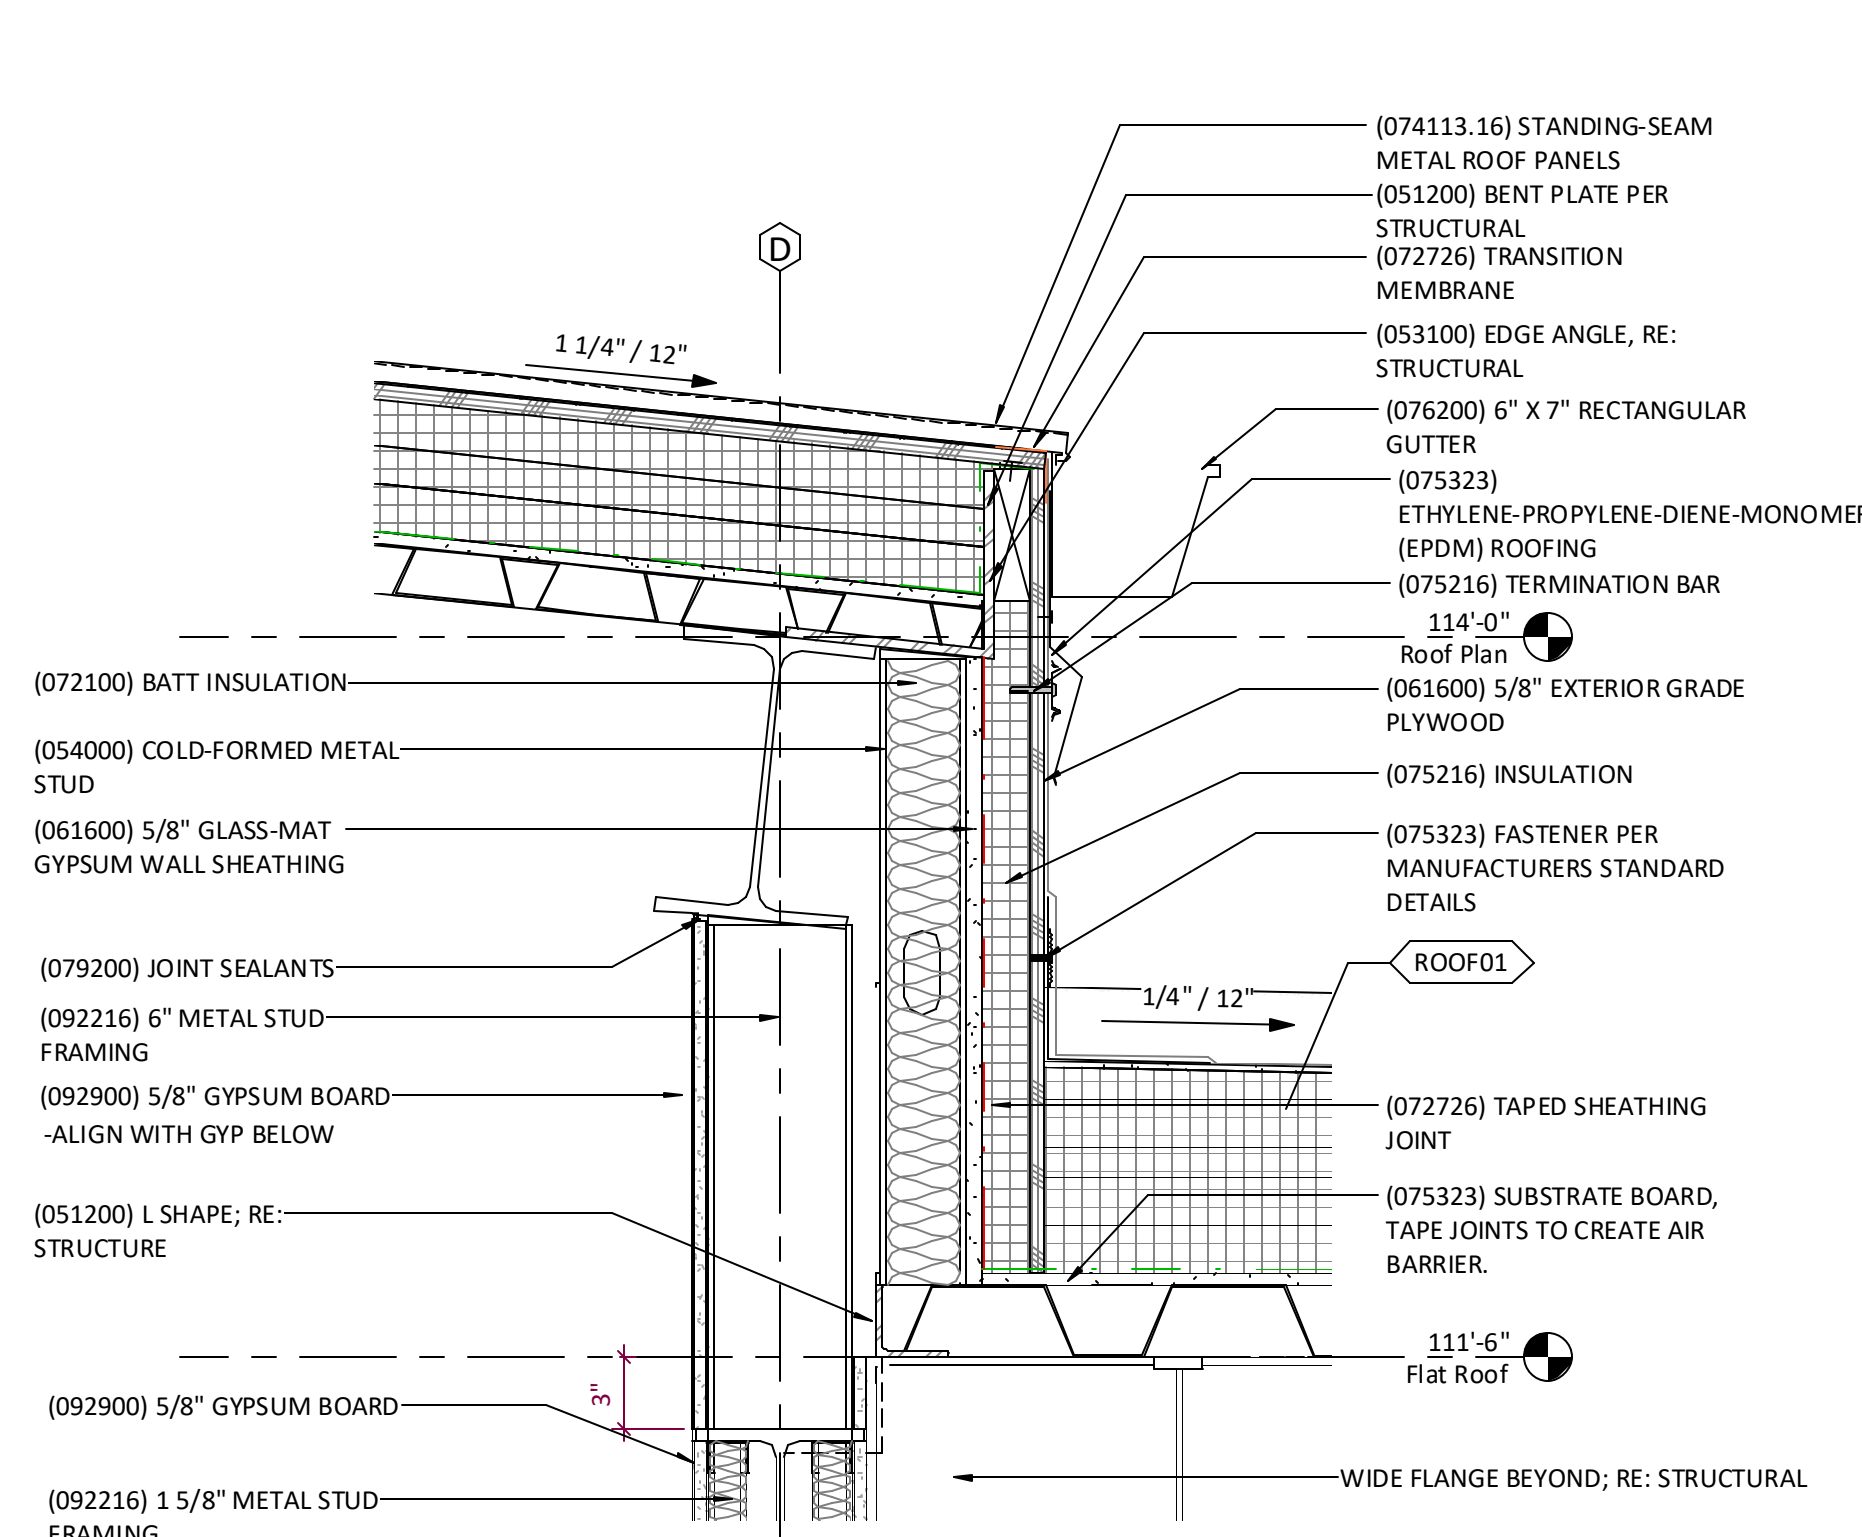 (074113.16) STANDING-SEAM
METAL ROOF PANELS
(051200) BENT PLATE PER
STRUCTURAL
(072726) TRANSITION
MEMBRANE
(053100) EDGE ANGLE, RE:
STRUCTURAL
(076200) 6" X 7" RECTANGULAR
GUTTER
(075323)
ETHYLENE-PROPYLENE-DIENE-MONOMER
(EPDM) ROOFING
(075216) TERMINATION BAR
114'-0"
Roof Plan
(061600) 5/8" EXTERIOR GRADE
PLYWOOD
(075216) INSULATION
(075323) FASTENER PER
MANUFACTURERS STANDARD
DETAILS
ROOF01
1/4" / 12"
(072726) TAPED SHEATHING
JOINT
(075323) SUBSTRATE BOARD,
TAPE JOINTS TO CREATE AIR
BARRIER.
111'-6"
Flat Roof
WIDE FLANGE BEYOND; RE: STRUCTURAL
D
1 1/4" / 12"
(072100) BATT INSULATION
(054000) COLD-FORMED METAL
STUD
(061600) 5/8" GLASS-MAT
GYPSUM WALL SHEATHING
(079200) JOINT SEALANTS
(092216) 6" METAL STUD
FRAMING
(092900) 5/8" GYPSUM BOARD
-ALIGN WITH GYP BELOW
(051200) L SHAPE; RE:
STRUCTURE
3"
(092900) 5/8" GYPSUM BOARD
(092216) 1 5/8" METAL STUD
FRAMING